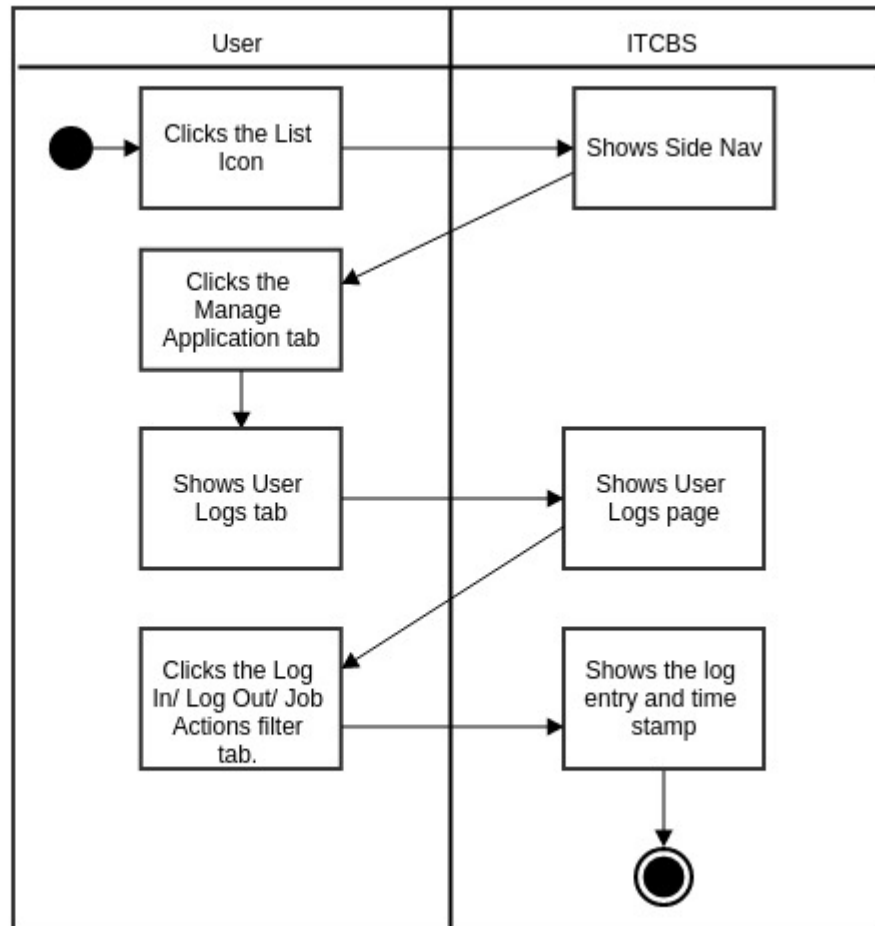 User
ITCBS
Clicks the List
Icon
Shows Side Nav
Clicks the
Manage
Application tab
Shows User
Logs tab
Shows User
Logs page
Clicks the Log
In/ Log Out/ Job
Actions filter
tab.
Shows the log
entry and time
stamp